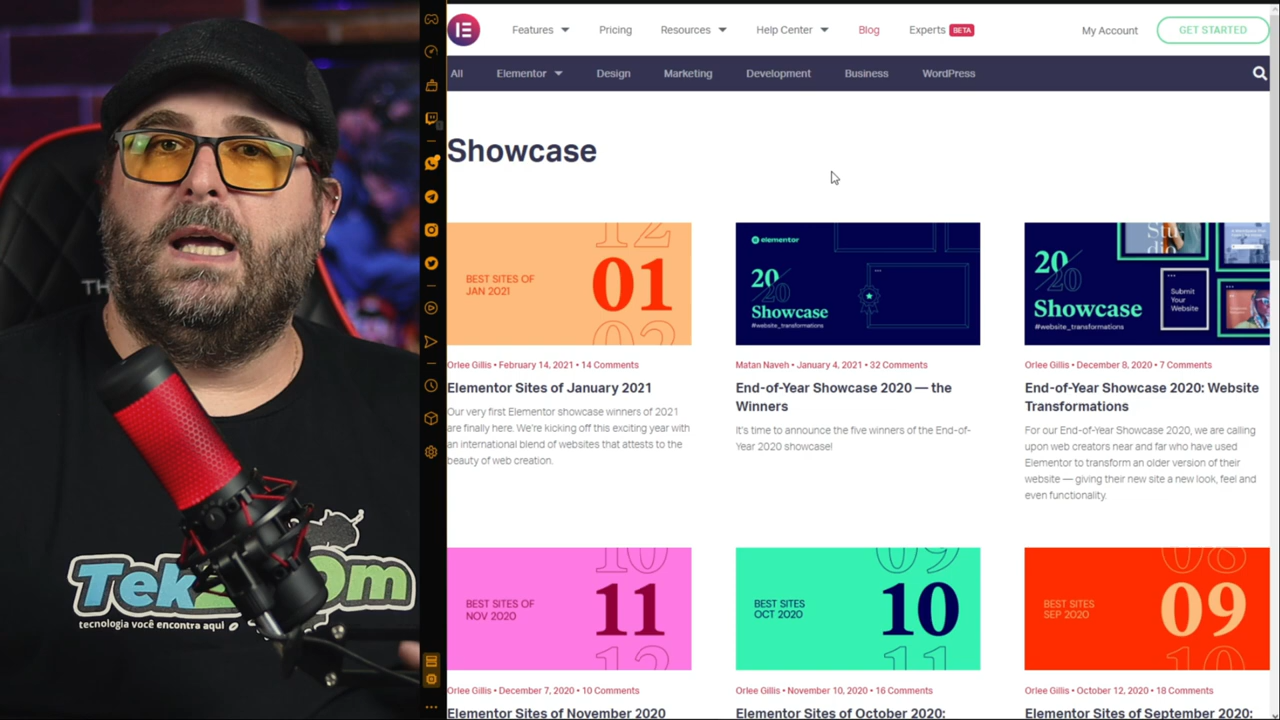 Features
Pricing
Resources
Help Center
Blog
Experts BETA
My Account
GET STARTED
All
Elementor
Design
Marketing
Development
Business
WordPress
Showcase
12
BEST SITES OF
JAN 2021
01
02
elementor
20
20
Showcase
#website_transformations
Stu
dio
20
20
Showcase
#website_transformations
Submit
Your
Website
Orlee Gillis • February 14, 2021 • 14 Comments
Elementor Sites of January 2021
Our very first Elementor showcase winners of 2021
are finally here. We're kicking off this exciting year with
an international blend of websites that attests to the
beauty of web creation.
Matan Naveh • January 4, 2021 • 32 Comments
End-of-Year Showcase 2020 — the
Winners
It's time to announce the five winners of the End-of-
Year 2020 showcase!
Orlee Gillis • December 8, 2020 • 7 Comments
End-of-Year Showcase 2020: Website
Transformations
For our End-of-Year Showcase 2020, we are calling
upon web creators near and far who have used
Elementor to transform an older version of their
website — giving their new site a new look, feel and
even functionality.
10
BEST SITES OF
NOV 2020
11
12
09
BEST SITES
OCT 2020
10
11
08
BEST SITES
SEP 2020
09
10
Orlee Gillis • December 7, 2020 • 10 Comments
Elementor Sites of November 2020
Orlee Gillis • November 10, 2020 • 16 Comments
Elementor Sites of October 2020:
Orlee Gillis • October 12, 2020 • 18 Comments
Elementor Sites of September 2020:
TH
tecnologia você encontra aqui